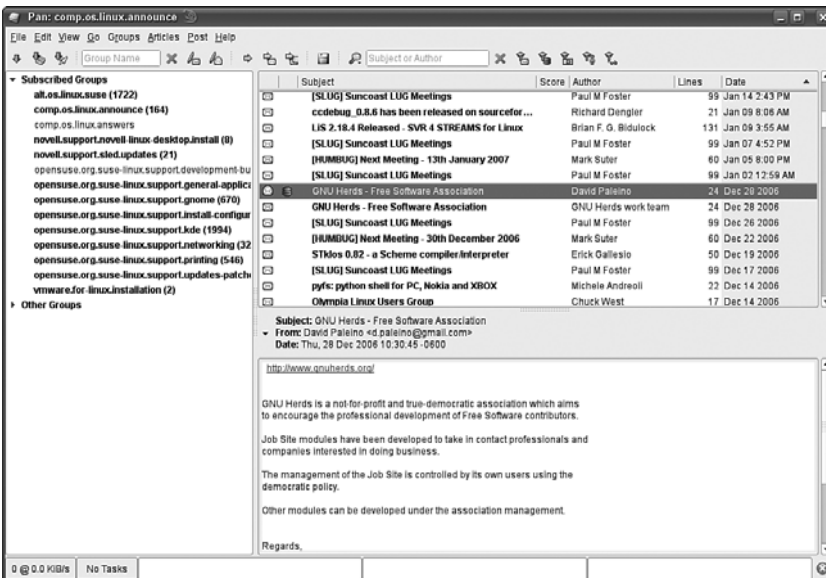 Pan: comp.os.linux.announce
File Edit View Go Groups Articles Post Help
Group Name
Subject or Author
Subscribed Groups
alt.os.linux.suse (1722)
comp.os.linux.announce (164)
comp.os.linux.answers
novell.support.novell-linux-desktop.install (8)
novell.support.sled.updates (21)
opensuse.org.suse-linux.support.development-bu
opensuse.org.suse-linux.support.general-applica
opensuse.org.suse-linux.support.gnome (670)
opensuse.org.suse-linux.support.install-configur
opensuse.org.suse-linux.support.kde (1994)
opensuse.org.suse-linux.support.networking (32
opensuse.org.suse-linux.support.printing (546)
opensuse.org.suse-linux.support.updates-patche
vmware.for-linux.installation (2)
Other Groups
Subject Score Author Lines Date
[SLUG] Suncoast LUG Meetings Paul M Foster 99 Jan 14 2:43 PM
ccdebug_0.8.6 has been released on sourcefor... Richard Dengler 21 Jan 09 8:06 AM
LiS 2.18.4 Released - SVR 4 STREAMS for Linux Brian F. G. Bidulock 131 Jan 09 3:55 AM
[SLUG] Suncoast LUG Meetings Paul M Foster 99 Jan 07 4:52 PM
[HUMBUG] Next Meeting - 13th January 2007 Mark Suter 60 Jan 05 8:00 PM
[SLUG] Suncoast LUG Meetings Paul M Foster 99 Jan 02 12:59 AM
GNU Herds - Free Software Association David Paleino 24 Dec 28 2006
GNU Herds - Free Software Association GNU Herds work team 24 Dec 28 2006
[SLUG] Suncoast LUG Meetings Paul M Foster 99 Dec 26 2006
[HUMBUG] Next Meeting - 30th December 2006 Mark Suter 60 Dec 22 2006
STklos 0.82 - a Scheme compiler/interpreter Erick Gallesio 50 Dec 19 2006
[SLUG] Suncoast LUG Meetings Paul M Foster 99 Dec 17 2006
pyfs: python shell for PC, Nokia and XBOX Michele Andreoli 22 Dec 14 2006
Olympia Linux Users Group Chuck West 17 Dec 14 2006
Subject: GNU Herds - Free Software Association
From: David Paleino <d.paleino@gmail.com>
Date: Thu, 28 Dec 2006 10:30:45 -0600
http://www.gnuherds.org/
GNU Herds is a not-for-profit and true-democratic association which aims
to encourage the professional development of Free Software contributors.
Job Site modules have been developed to take in contact professionals and
companies interested in doing business.
The management of the Job Site is controlled by its own users using the
democratic policy.
Other modules can be developed under the association management.
Regards,
0 @ 0.0 KiB/s No Tasks